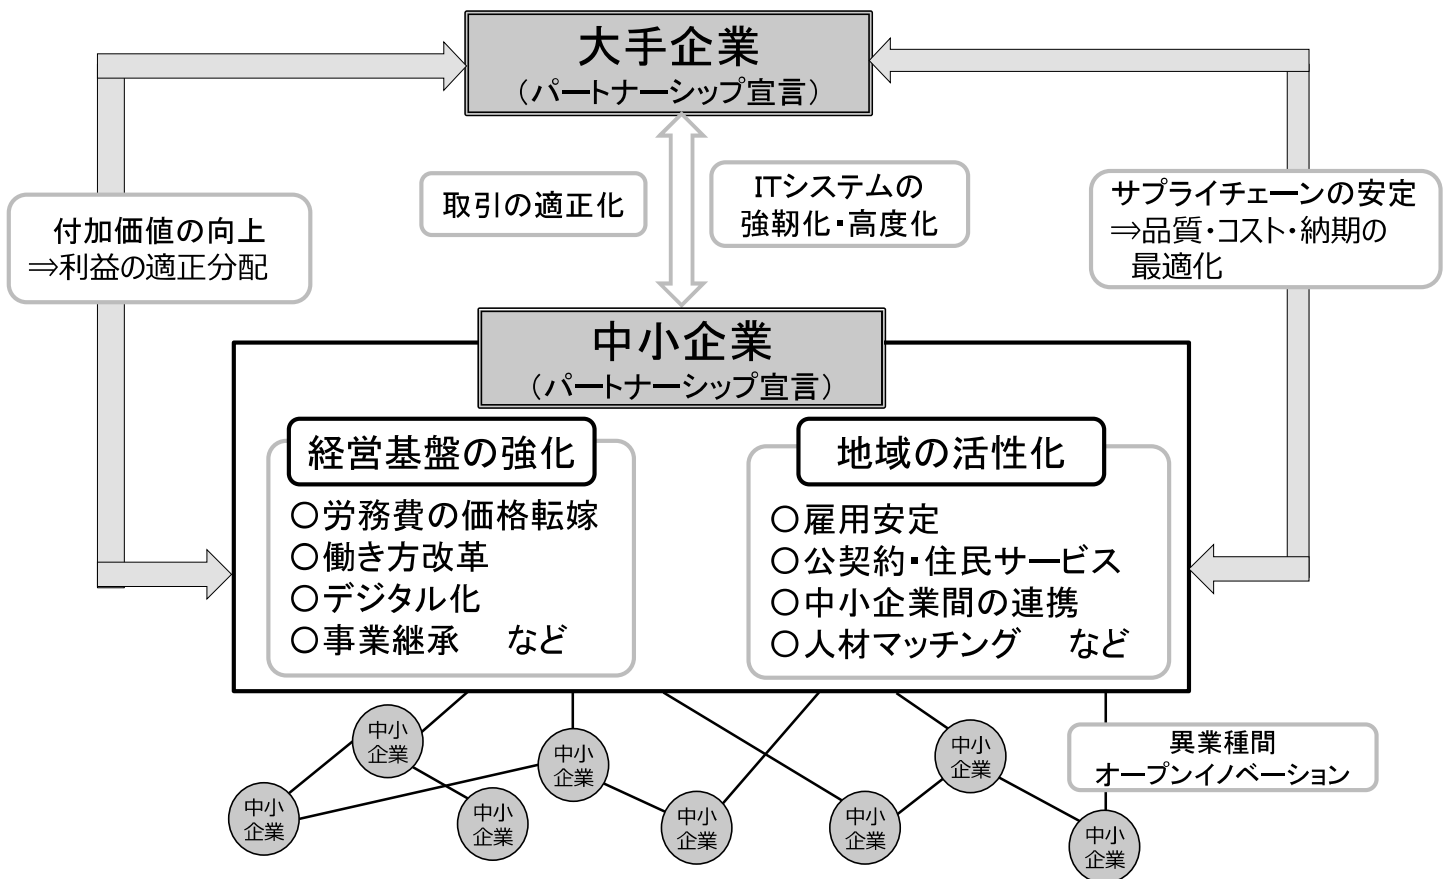 大手企業
（パートナーシップ宣言）
取引の適正化
ITシステムの
強靭化・高度化
付加価値の向上
⇒利益の適正分配
サプライチェーンの安定
⇒品質・コスト・納期の
最適化
中小企業
（パートナーシップ宣言）
経営基盤の強化
○労務費の価格転嫁
○働き方改革
○デジタル化
○事業継承　など
地域の活性化
○雇用安定
○公契約・住民サービス
○中小企業間の連携
○人材マッチング　など
中小
企業
中小
企業
中小
企業
中小
企業
中小
企業
中小
企業
中小
企業
中小
企業
異業種間
オープンイノベーション